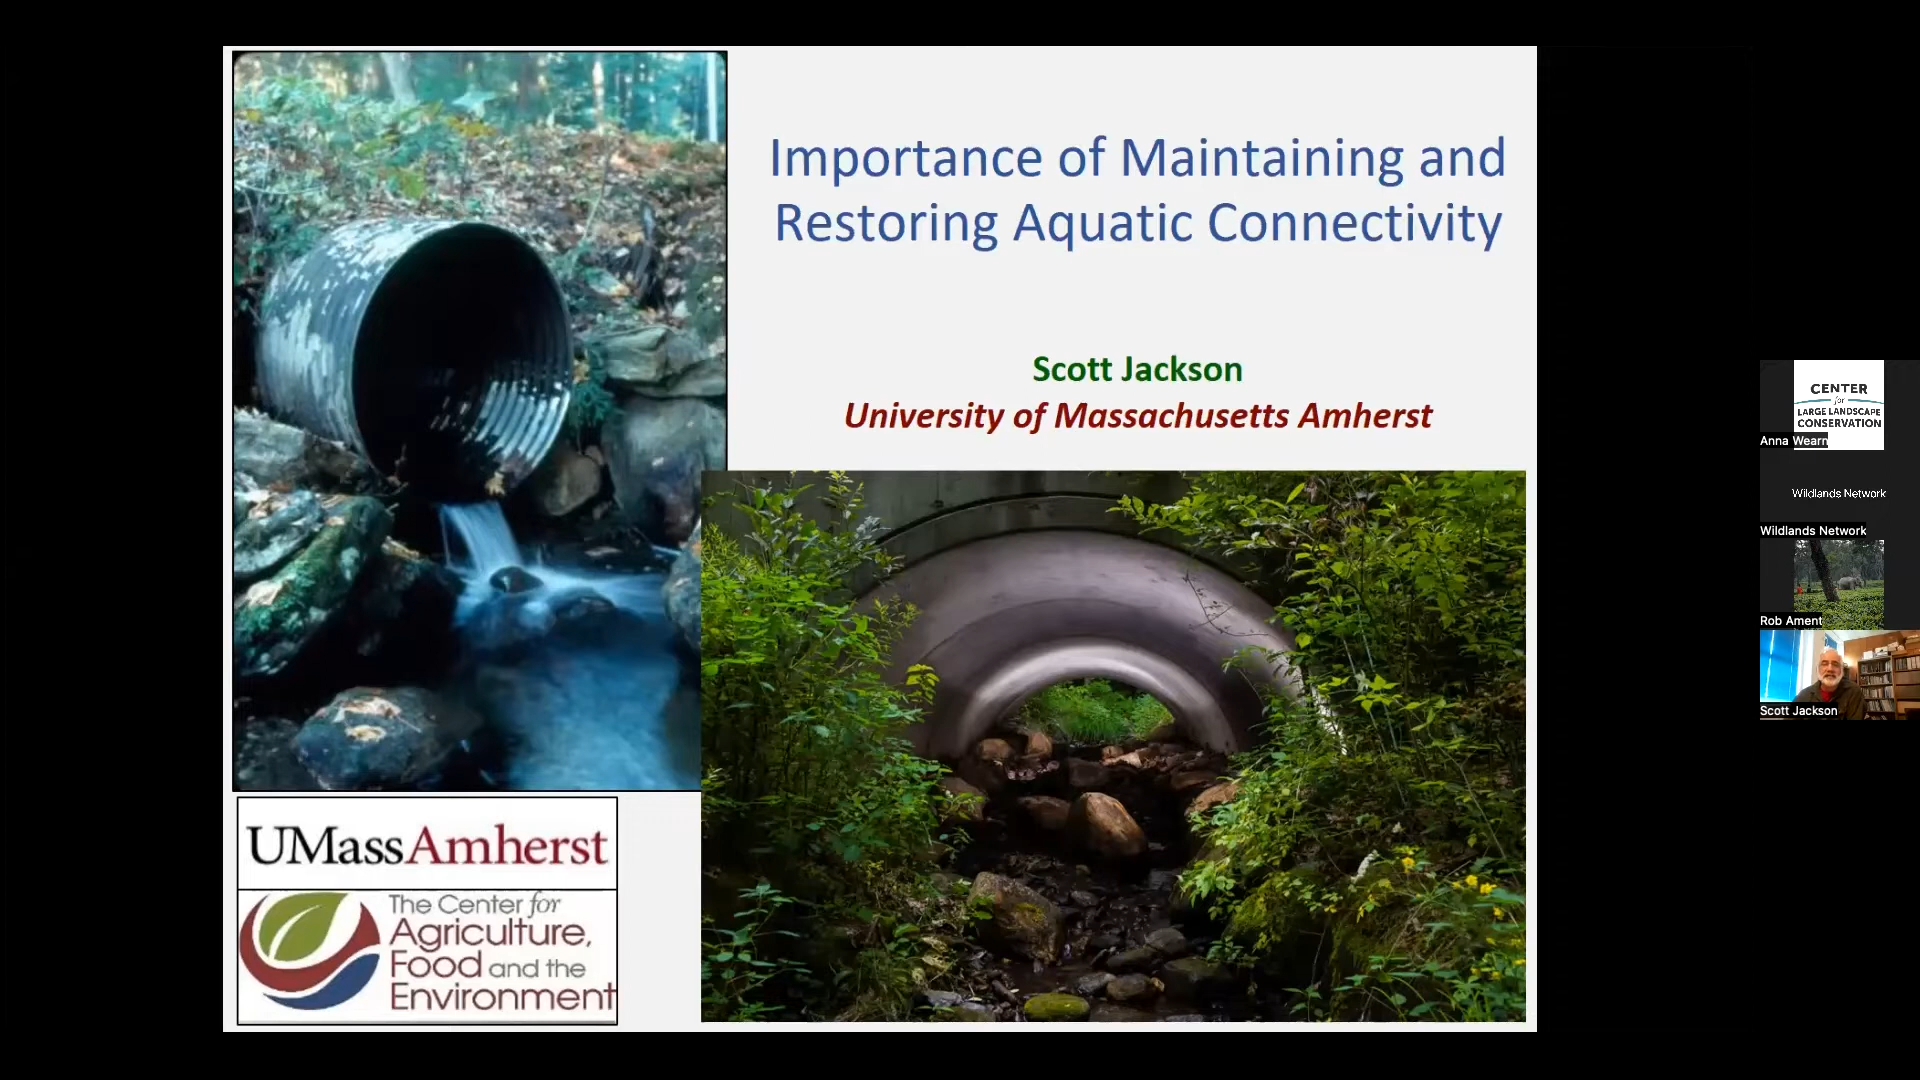 Importance of Maintaining and
Restoring Aquatic Connectivity
Scott Jackson
University of Massachusetts Amherst
UMassAmherst
The Center for
Agriculture,
Food and the
Environment
CENTER
for
LARGE LANDSCAPE
CONSERVATION
Anna Wearn
Wildlands Network
Wildlands Network
Rob Ament
Scott Jackson